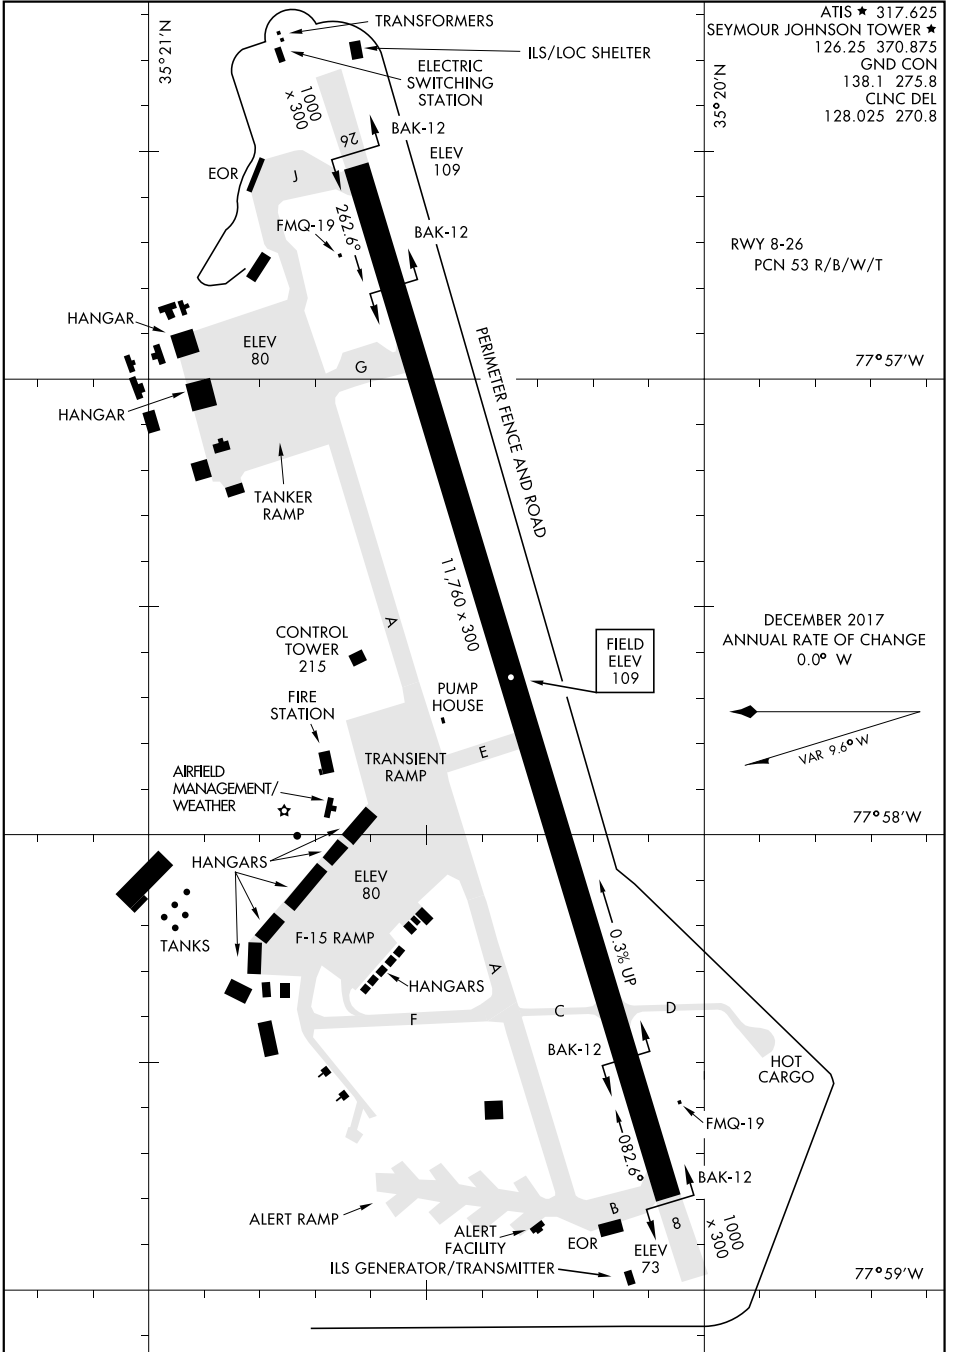 ATIS ★ 317.625
SEYMOUR JOHNSON TOWER ★
126.25 370.875
GND CON
138.1 275.8
CLNC DEL
128.025 270.8
35°21'N
35°20'N
TRANSFORMERS
ILS/LOC SHELTER
ELECTRIC
SWITCHING
STATION
1000
x 300
26
BAK-12
ELEV
109
EOR
J
262.6°
FMQ-19
BAK-12
RWY 8-26
PCN 53 R/B/W/T
HANGAR
ELEV
80
G
77°57'W
HANGAR
PERIMETER FENCE AND ROAD
TANKER
RAMP
11,760 x 300
A
CONTROL
TOWER
215
FIELD
ELEV
109
DECEMBER 2017
ANNUAL RATE OF CHANGE
0.0° W
FIRE
STATION
PUMP
HOUSE
VAR 9.6° W
TRANSIENT
RAMP
E
AIRFIELD
MANAGEMENT/
WEATHER
77°58'W
HANGARS
ELEV
80
TANKS
F-15 RAMP
0.3% UP
A
HANGARS
F
C
D
BAK-12
HOT
CARGO
FMQ-19
082.6°
BAK-12
ALERT RAMP
B
8
1000
x 300
ALERT
FACILITY
EOR
ELEV
73
ILS GENERATOR/TRANSMITTER
77°59'W